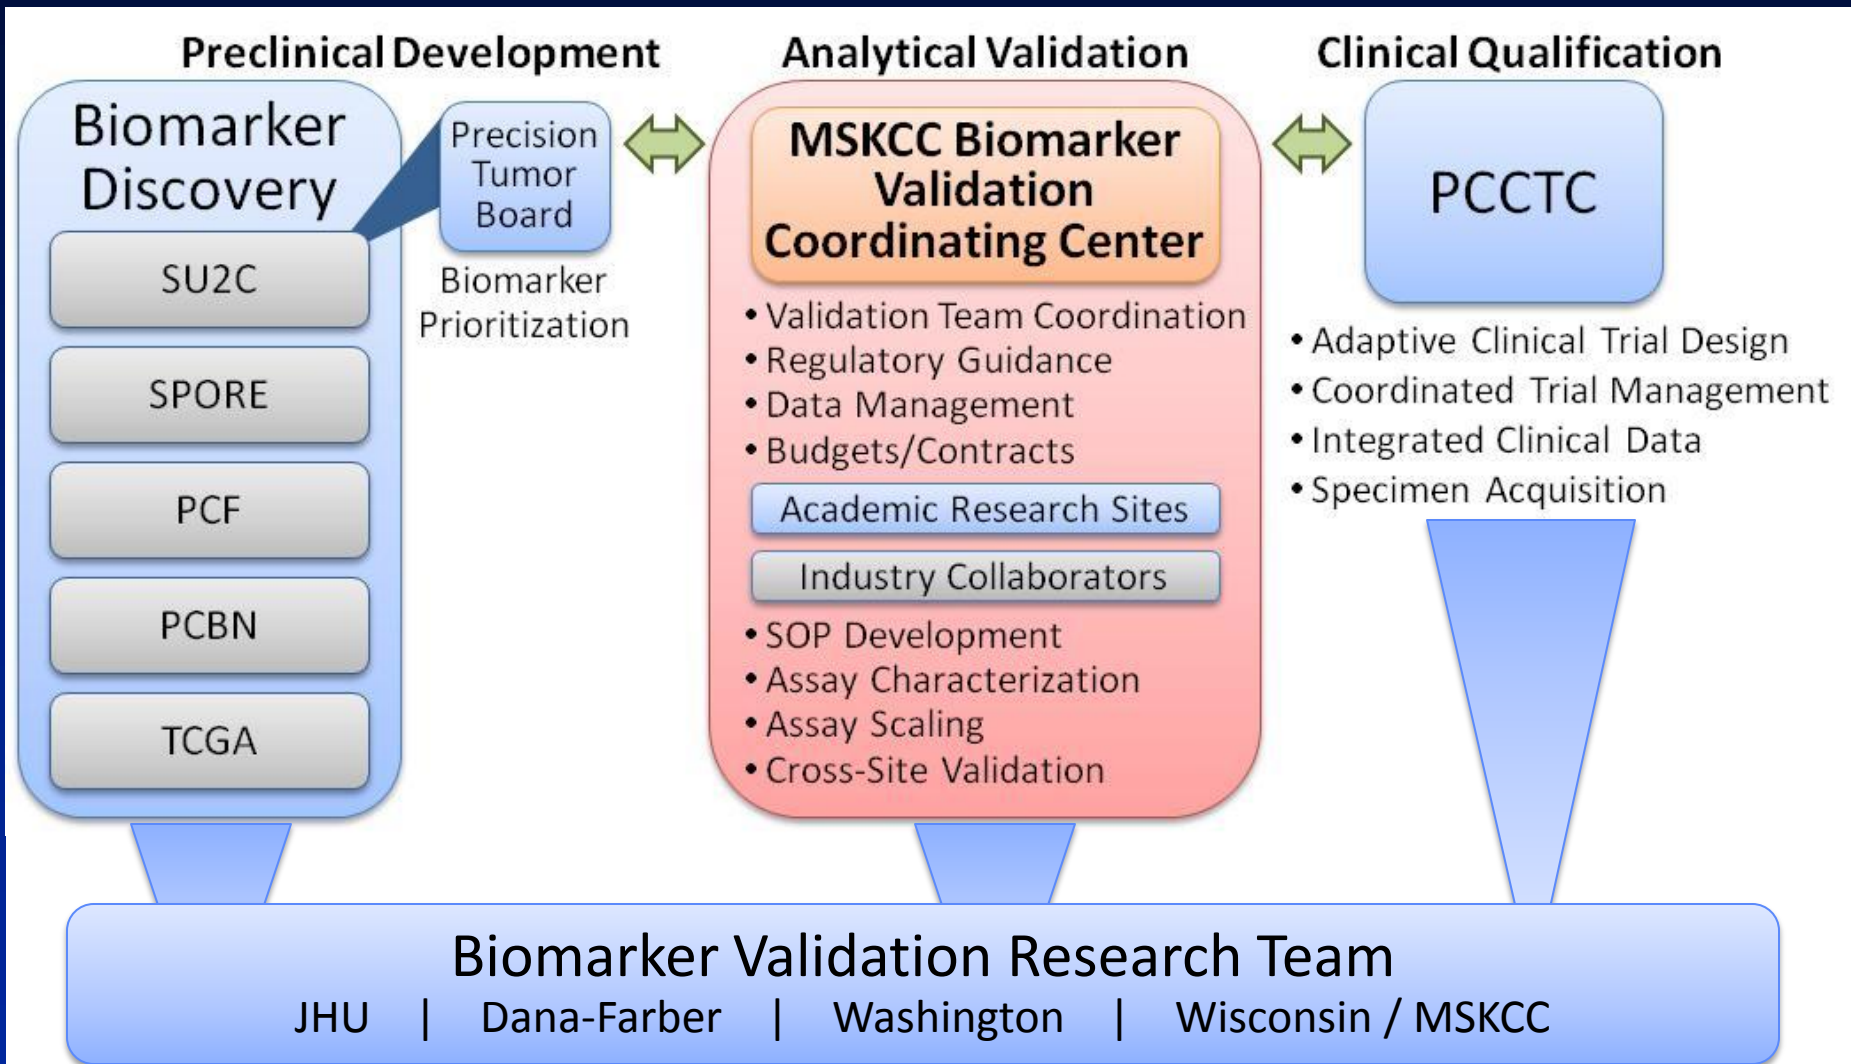 Preclinical Development
Analytical Validation
Clinical Qualification
Biomarker
Discovery
SU2C
SPORE
PCF
PCBN
TCGA
Precision
Tumor
Board
Biomarker
Prioritization
MSKCC Biomarker
Validation
Coordinating Center
• Validation Team Coordination
• Regulatory Guidance
• Data Management
• Budgets/Contracts
Academic Research Sites
Industry Collaborators
• SOP Development
• Assay Characterization
• Assay Scaling
• Cross-Site Validation
PCCTC
• Adaptive Clinical Trial Design
• Coordinated Trial Management
• Integrated Clinical Data
• Specimen Acquisition
Biomarker Validation Research Team
JHU | Dana-Farber | Washington | Wisconsin / MSKCC